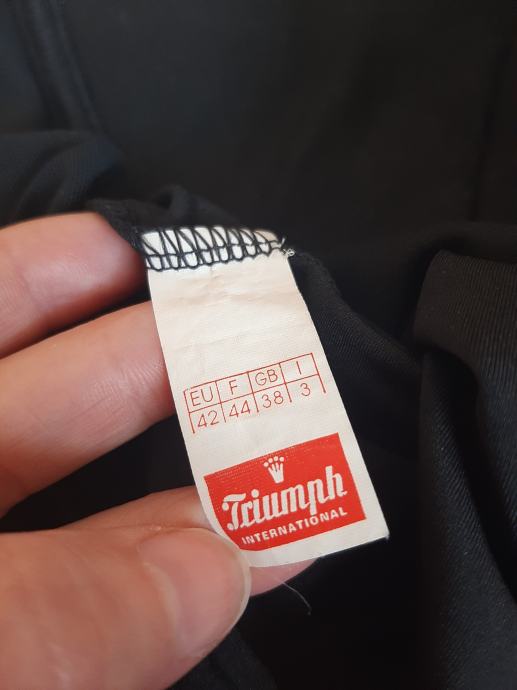 EU F GB I
42 44 38 3
Triumph
INTERNATIONAL